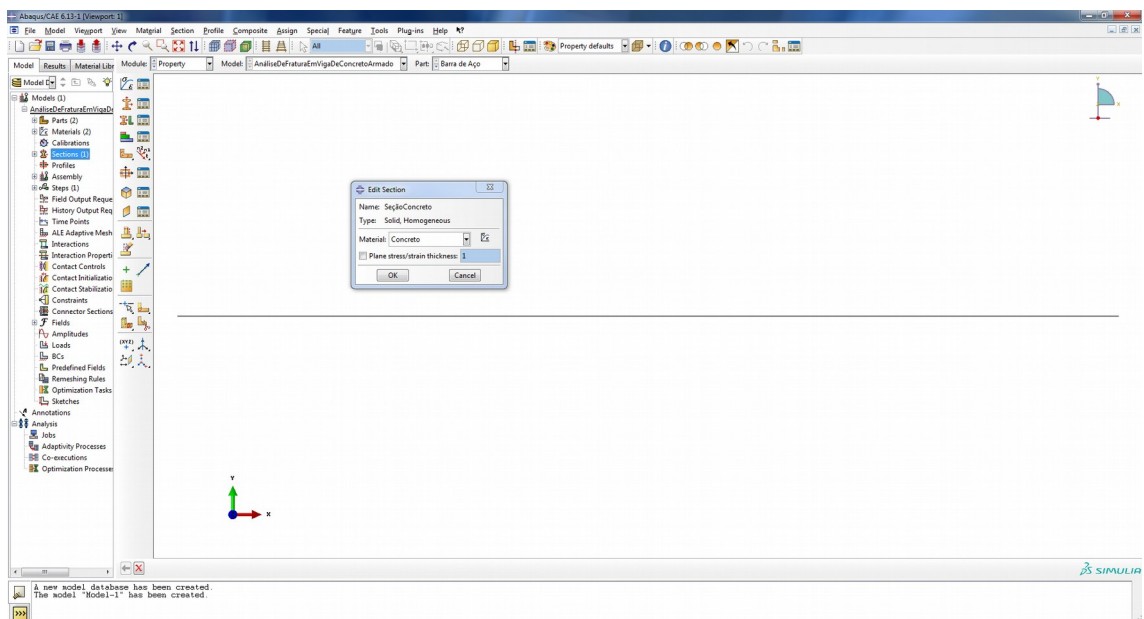 Abaqus/CAE 6.13-1 [Viewport: 1]
File Model Viewport View Material Section Profile Composite Assign Special Feature Tools Plug-ins Help
All Property defaults
Model Results Material Libr Module: Property Model: AnáliseDeFraturaEmVigaDeConcretoArmado Part: Barra de Aço
Model D
Models (1)
AnáliseDeFraturaEmVigaDe
Parts (2)
Materials (2)
Calibrations
Sections (1)
Profiles
Assembly
Steps (1)
Field Output Reque
History Output Req
Time Points
ALE Adaptive Mesh
Interactions
Interaction Properti
Contact Controls
Contact Initializatio
Contact Stabilizatio
Constraints
Connector Sections
Fields
Amplitudes
Loads
BCs
Predefined Fields
Remeshing Rules
Optimization Tasks
Sketches
Annotations
Analysis
Jobs
Adaptivity Processes
Co-executions
Optimization Processe
Edit Section
Name: SeçãoConcreto
Type: Solid, Homogeneous
Material: Concreto
Plane stress/strain thickness: 1
OK Cancel
Y
X
SIMULIA
A new model database has been created.
The model "Model-1" has been created.
>>>